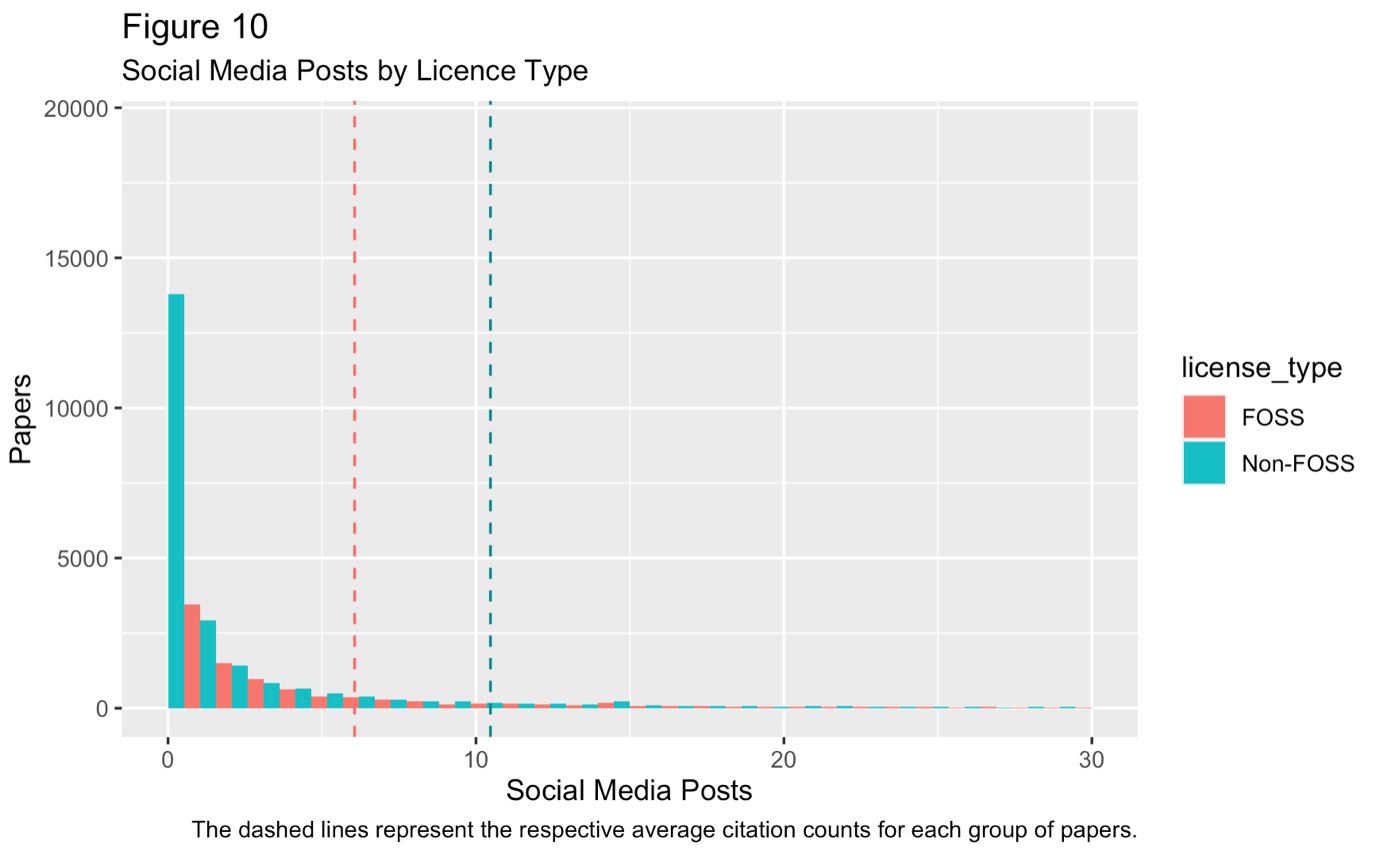 Figure 10
Social Media Posts by Licence Type
20000
15000
10000
5000
0
Papers
0 10 20 30
Social Media Posts
The dashed lines represent the respective average citation counts for each group of papers.
license_type
FOSS
Non-FOSS